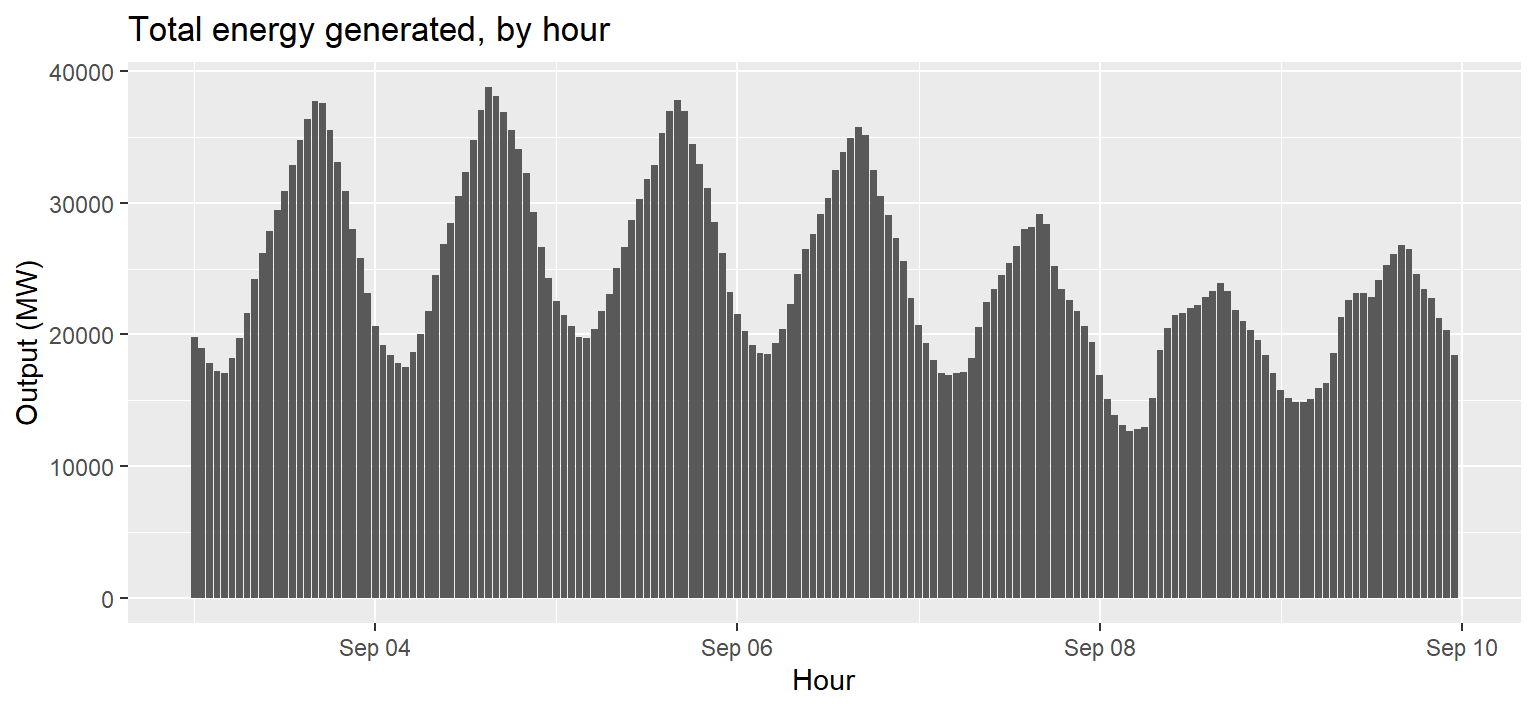 Total energy generated, by hour
40000
30000
20000
10000
0
Output (MW)
Sep 04 Sep 06 Sep 08 Sep 10
Hour